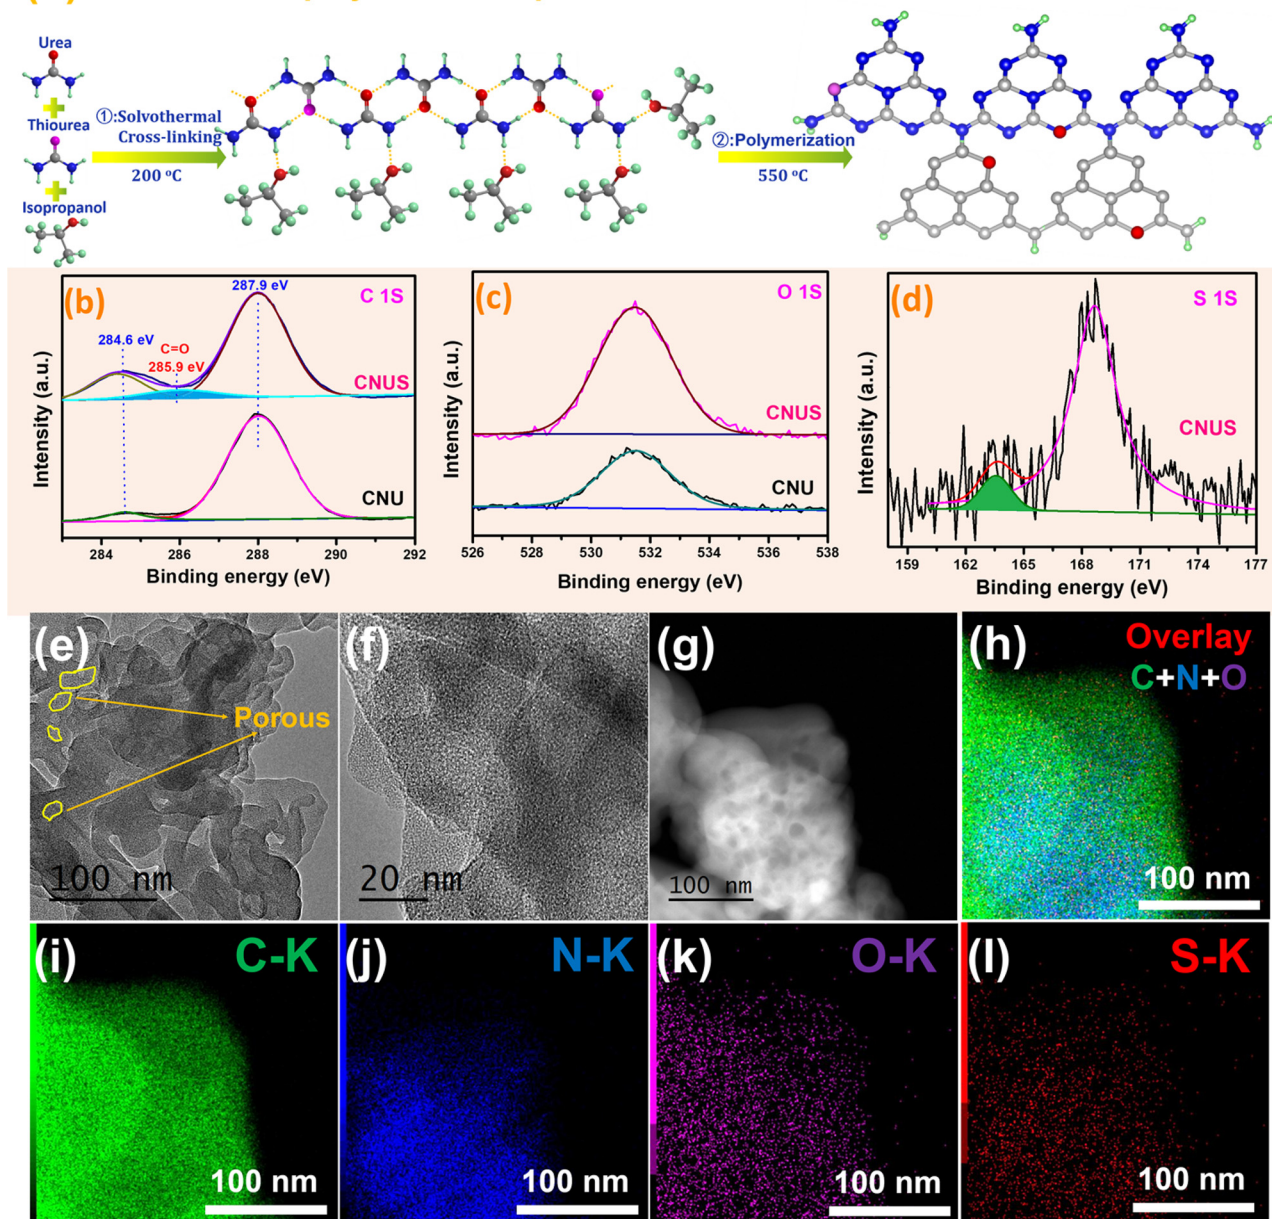 Urea
Thiourea
Isopropanol
①:Solvothermal
Cross-linking
200 °C
②:Polymerization
550 °C
(b)
C 1S
287.9 eV
284.6 eV
C=O
285.9 eV
CNUS
CNU
Intensity (a.u.)
284 286 288 290 292
Binding energy (eV)
(c)
O 1S
CNUS
CNU
Intensity (a.u.)
526 528 530 532 534 536 538
Binding energy (eV)
(d)
S 1S
CNUS
Intensity (a.u.)
159 162 165 168 171 174 177
Binding energy (eV)
(e)
Porous
100 nm
(f)
20 nm
(g)
100 nm
(h)
Overlay
C+N+O
100 nm
(i)
C-K
100 nm
(j)
N-K
100 nm
(k)
O-K
100 nm
(l)
S-K
100 nm